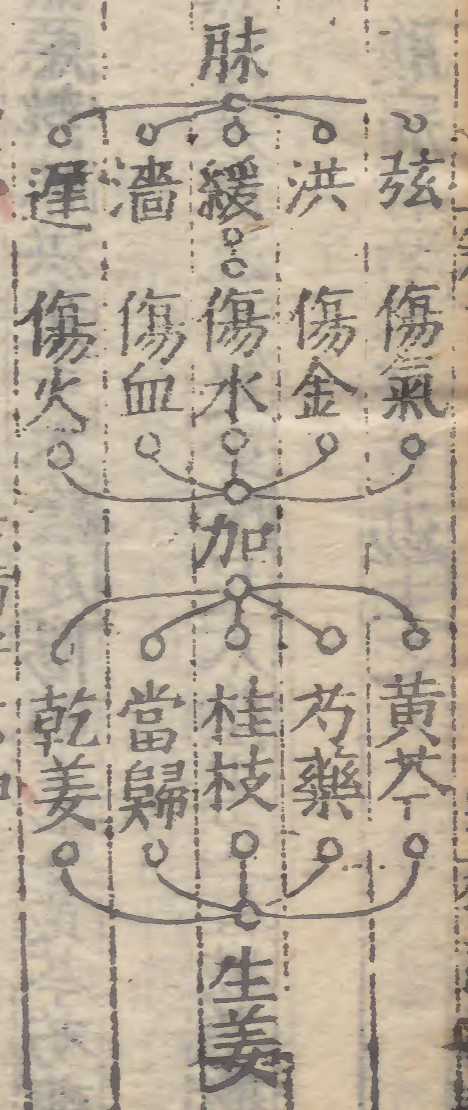 脉
弦 洪 緩 濇 遲
傷氣 傷金 傷水 傷血 傷火
加
黄芩 芍藥 桂枝 當歸 乾姜
生姜